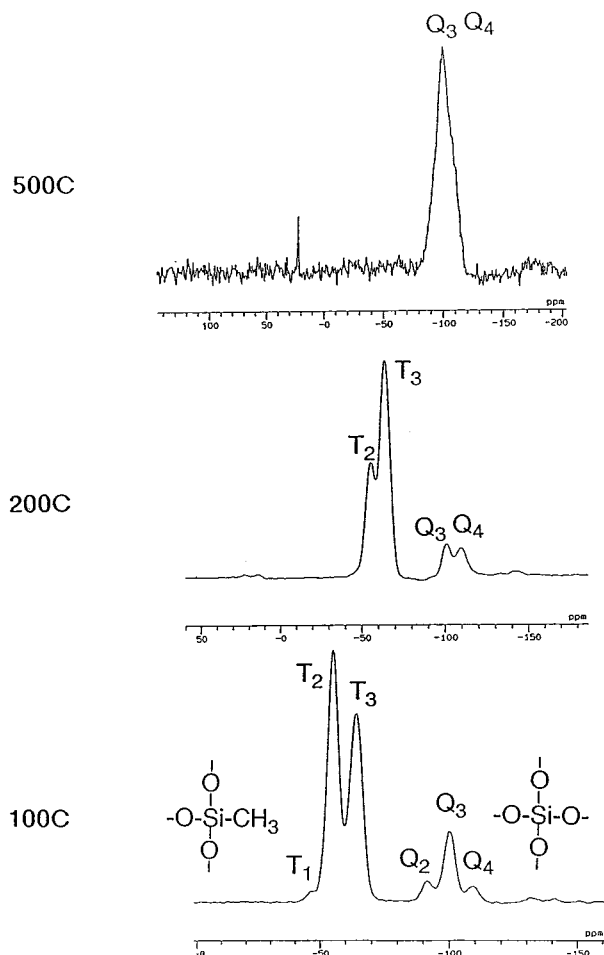 Q3 Q4
500C
100 50 -0 -50 -100 -150 -200
ppm
T3
T2
200C
Q3 Q4
50 -0 -50 -100 -150
ppm
T2
T3
-O-Si-CH3
O
O
100C
Q3
-O-Si-O-
O
O
T1
Q2
Q4
-0 -50 -100 -150
ppm